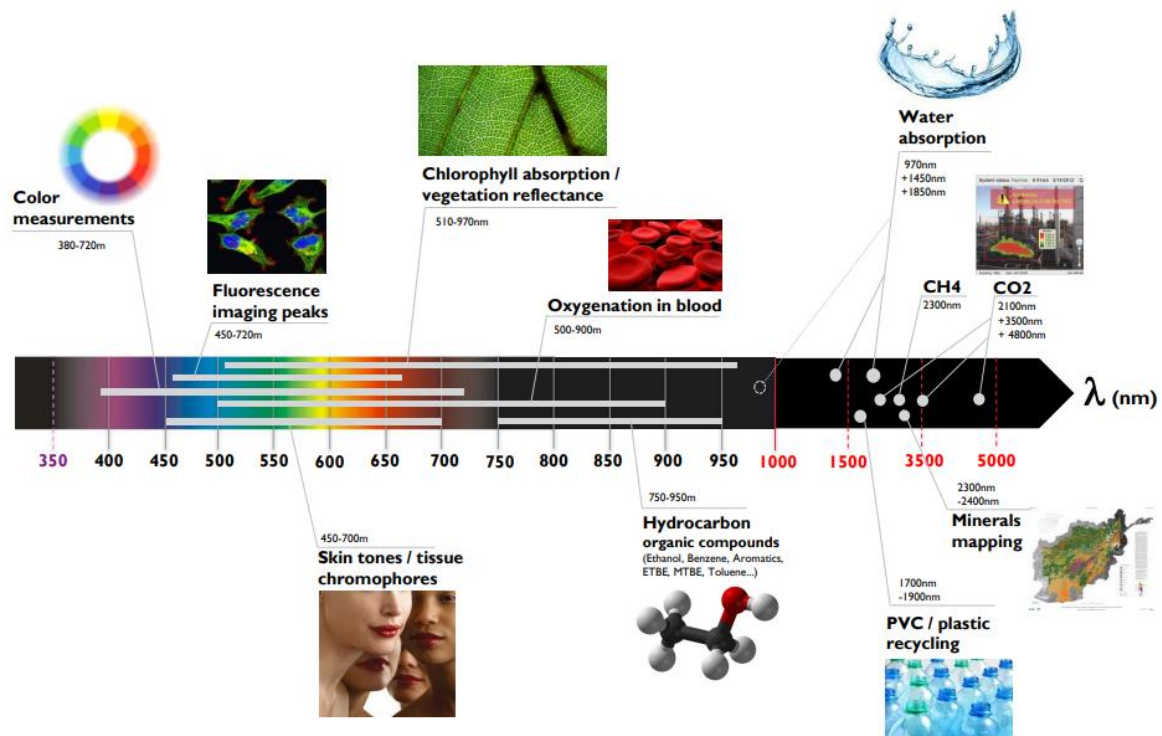 Water
absorption
970nm
+1450nm
+1850nm
Chlorophyll absorption /
vegetation reflectance
510-970nm
Color
measurements
380-720m
Fluorescence
imaging peaks
450-720m
Oxygenation in blood
500-900m
CH4
2300nm
CO2
2100nm
+3500nm
+ 4800nm
λ (nm)
350 400 450 500 550 600 650 700 750 800 850 900 950 1000 1500 3500 5000
450-700m
Skin tones / tissue
chromophores
750-950m
Hydrocarbon
organic compounds
(Ethanol, Benzene, Aromatics,
ETBE, MTBE, Toluene...)
2300nm
-2400nm
Minerals
mapping
1700nm
-1900nm
PVC / plastic
recycling